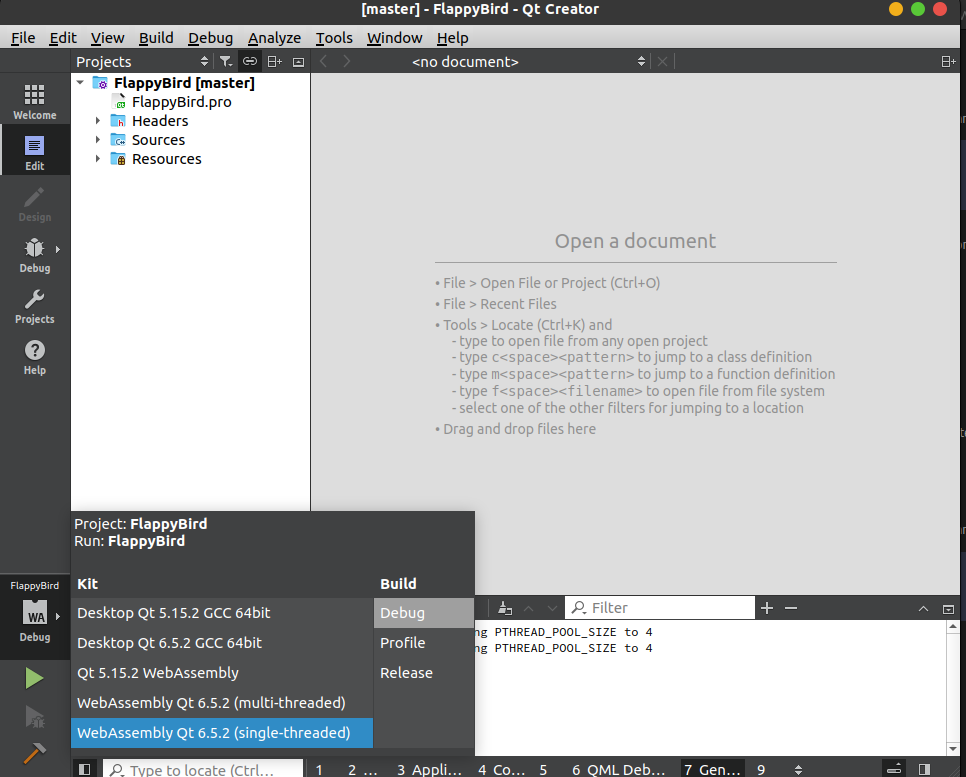 [master] - FlappyBird - Qt Creator
File Edit View Build Debug Analyze Tools Window Help
Projects
<no document>
Welcome
Edit
Design
Debug
Projects
Help
FlappyBird [master]
FlappyBird.pro
Headers
Sources
Resources
Open a document
• File > Open File or Project (Ctrl+O)
• File > Recent Files
• Tools > Locate (Ctrl+K) and
- type to open file from any open project
- type c<space><pattern> to jump to a class definition
- type m<space><pattern> to jump to a function definition
- type f<space><filename> to open file from file system
- select one of the other filters for jumping to a location
• Drag and drop files here
Project: FlappyBird
Run: FlappyBird
Kit Build
Desktop Qt 5.15.2 GCC 64bit Debug
Desktop Qt 6.5.2 GCC 64bit Profile
Qt 5.15.2 WebAssembly Release
WebAssembly Qt 6.5.2 (multi-threaded)
WebAssembly Qt 6.5.2 (single-threaded)
FlappyBird
WA
Debug
Filter
ng PTHREAD_POOL_SIZE to 4
ng PTHREAD_POOL_SIZE to 4
Type to locate (Ctrl... 1 2 ... 3 Appli... 4 Co... 5 6 QML Deb... 7 Gen... 9